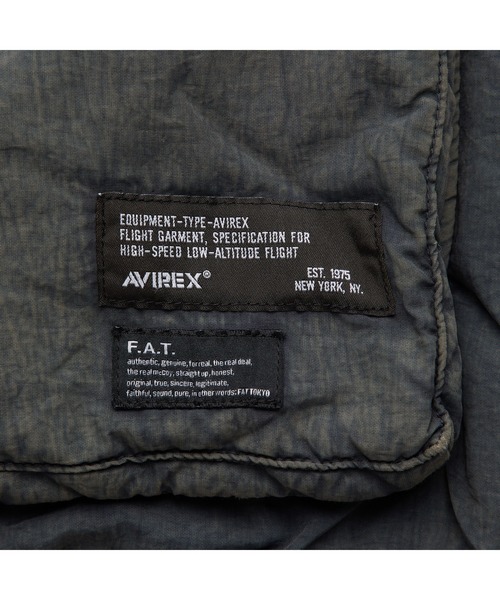 EQUIPMENT-TYPE-AVIREX
FLIGHT GARMENT, SPECIFICATION FOR
HIGH-SPEED LOW-ALTITUDE FLIGHT
AVIREX®
EST. 1975
NEW YORK, NY.
F.A.T.
authentic, genuine, for real, the real deal,
the real mccoy, straight up, honest,
original, true, sincere, legitimate,
faithful, sound, pure, in other words; FAT TOKYO